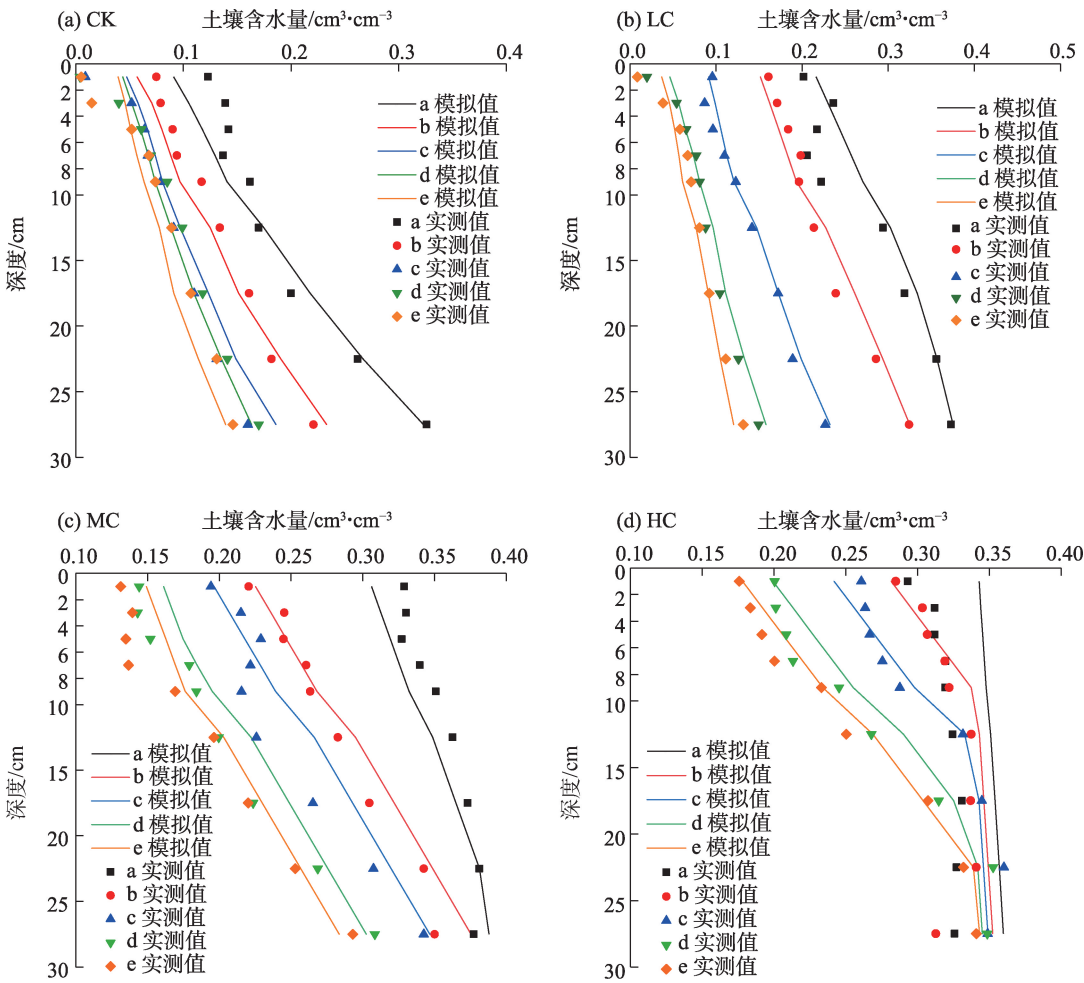 (a) CK 土壤含水量/cm³•cm⁻³
0.0 0.1 0.2 0.3 0.4
0
2
4
6
8
10
15
20
25
30
深度/cm
a 模拟值
b 模拟值
c 模拟值
d 模拟值
e 模拟值
a 实测值
b 实测值
c 实测值
d 实测值
e 实测值
(b) LC 土壤含水量/cm³•cm⁻³
0.0 0.1 0.2 0.3 0.4 0.5
0
2
4
6
8
10
15
20
25
30
深度/cm
a 模拟值
b 模拟值
c 模拟值
d 模拟值
e 模拟值
a 实测值
b 实测值
c 实测值
d 实测值
e 实测值
(c) MC 土壤含水量/cm³•cm⁻³
0.10 0.15 0.20 0.25 0.30 0.35 0.40
0
2
4
6
8
10
15
20
25
30
深度/cm
a 模拟值
b 模拟值
c 模拟值
d 模拟值
e 模拟值
a 实测值
b 实测值
c 实测值
d 实测值
e 实测值
(d) HC 土壤含水量/cm³•cm⁻³
0.10 0.15 0.20 0.25 0.30 0.35 0.40
0
2
4
6
8
10
15
20
25
30
深度/cm
a 模拟值
b 模拟值
c 模拟值
d 模拟值
e 模拟值
a 实测值
b 实测值
c 实测值
d 实测值
e 实测值